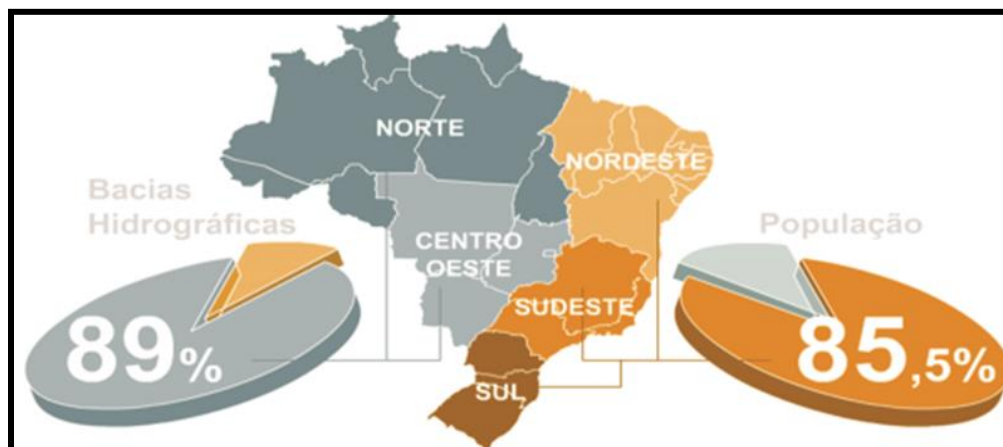 NORTE
NORDESTE
Bacias
Hidrográficas
População
CENTRO
OESTE
SUDESTE
89%
85,5%
SUL